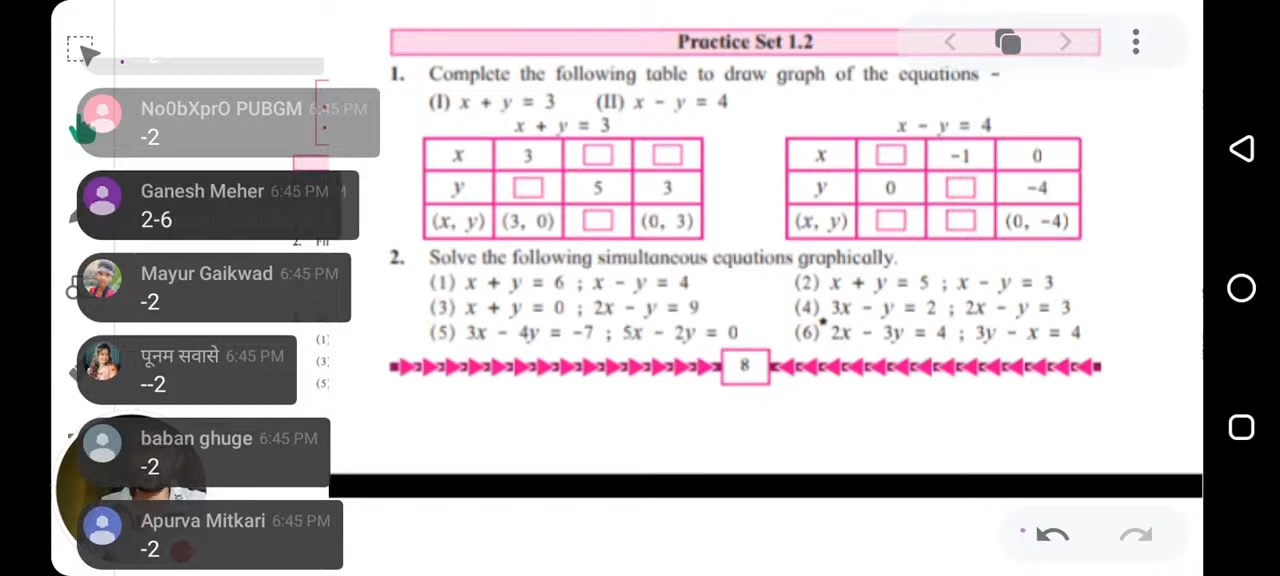 Practice Set 1.2
1. Complete the following table to draw graph of the equations -
(I) x + y = 3 (II) x - y = 4
x + y = 3
x 3
y 5 3
(x, y) (3, 0) (0, 3)
x - y = 4
x -1 0
y 0 -4
(x, y) (0, -4)
2. Solve the following simultaneous equations graphically.
(1) x + y = 6 ; x - y = 4 (2) x + y = 5 ; x - y = 3
(3) x + y = 0 ; 2x - y = 9 (4) 3x - y = 2 ; 2x - y = 3
(5) 3x - 4y = -7 ; 5x - 2y = 0 (6)* 2x - 3y = 4 ; 3y - x = 4
8
No0bXprO PUBGM 6:45 PM
-2
Ganesh Meher 6:45 PM
2-6
Mayur Gaikwad 6:45 PM
-2
पूनम सवासे 6:45 PM
--2
baban ghuge 6:45 PM
-2
Apurva Mitkari 6:45 PM
-2
2.
(1)
(3)
(5)